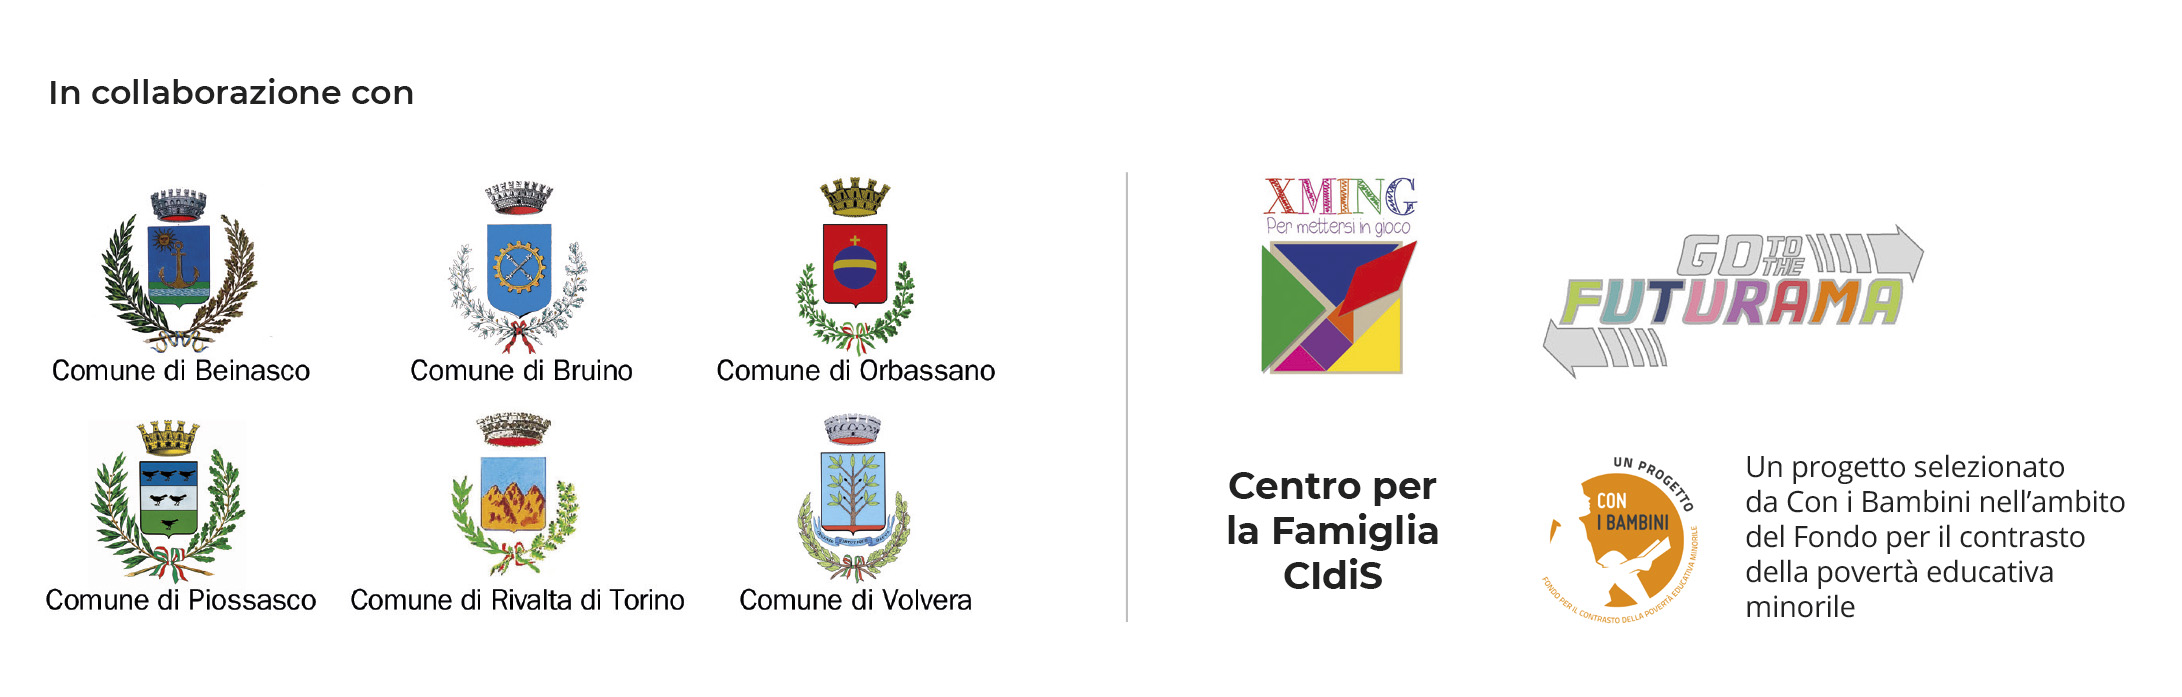 In collaborazione con
Comune di Beinasco
Comune di Bruino
Comune di Orbassano
Comune di Piossasco
Comune di Rivalta di Torino
Comune di Volvera
XMING
Per mettersi in gioco
GO TO THE
FUTURAMA
Centro per
la Famiglia
CIdiS
UN PROGETTO
CON
I BAMBINI
FONDO PER IL CONTRASTO DELLA POVERTÀ EDUCATIVA MINORILE
Un progetto selezionato
da Con i Bambini nell’ambito
del Fondo per il contrasto
della povertà educativa
minorile